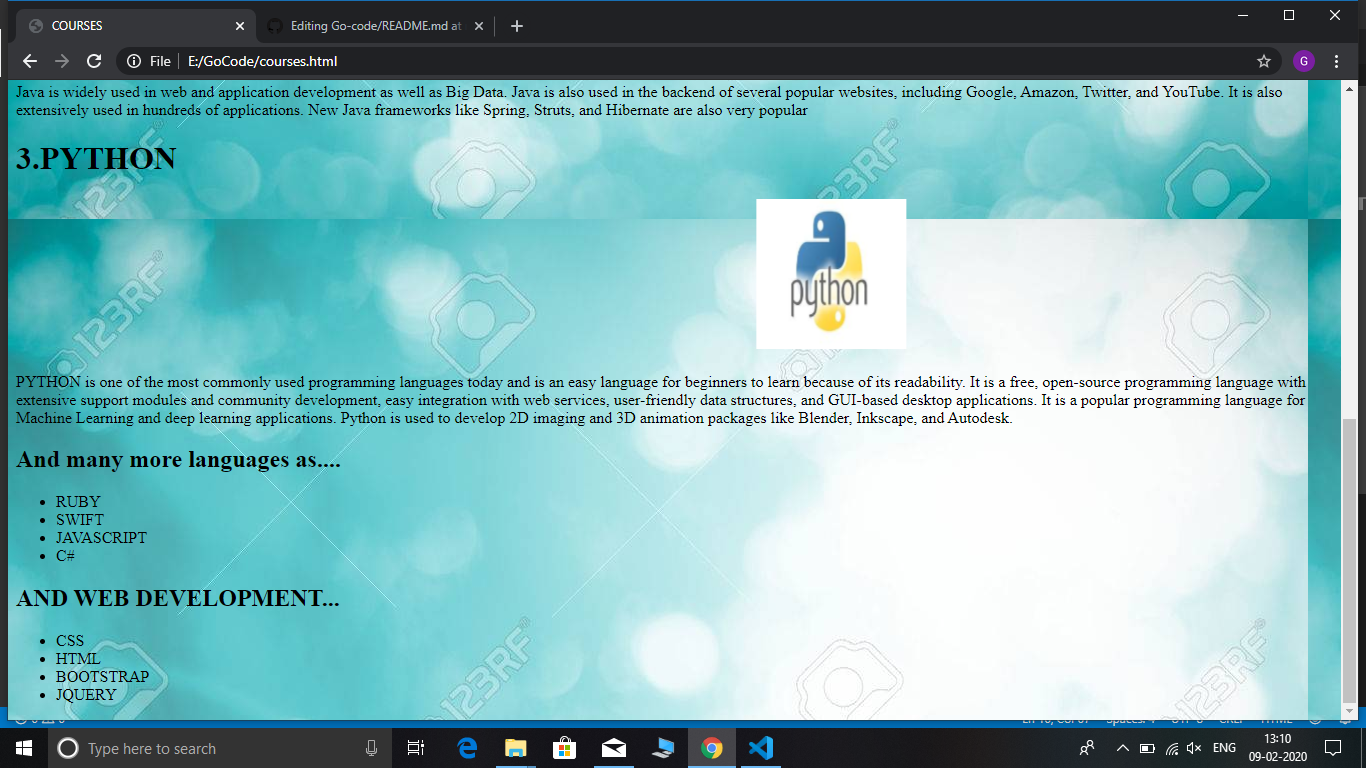 COURSES
Editing Go-code/README.md at
File
E:/GoCode/courses.html
G
Java is widely used in web and application development as well as Big Data. Java is also used in the backend of several popular websites, including Google, Amazon, Twitter, and YouTube. It is also
extensively used in hundreds of applications. New Java frameworks like Spring, Struts, and Hibernate are also very popular
3.PYTHON
python
PYTHON is one of the most commonly used programming languages today and is an easy language for beginners to learn because of its readability. It is a free, open-source programming language with
extensive support modules and community development, easy integration with web services, user-friendly data structures, and GUI-based desktop applications. It is a popular programming language for
Machine Learning and deep learning applications. Python is used to develop 2D imaging and 3D animation packages like Blender, Inkscape, and Autodesk.
And many more languages as....
• RUBY
• SWIFT
• JAVASCRIPT
• C#
AND WEB DEVELOPMENT...
• CSS
• HTML
• BOOTSTRAP
• JQUERY
©123RF®
©123RF®
©123RF®
©123RF®
©123RF®
©123RF®
Type here to search
ENG
13:10
09-02-2020